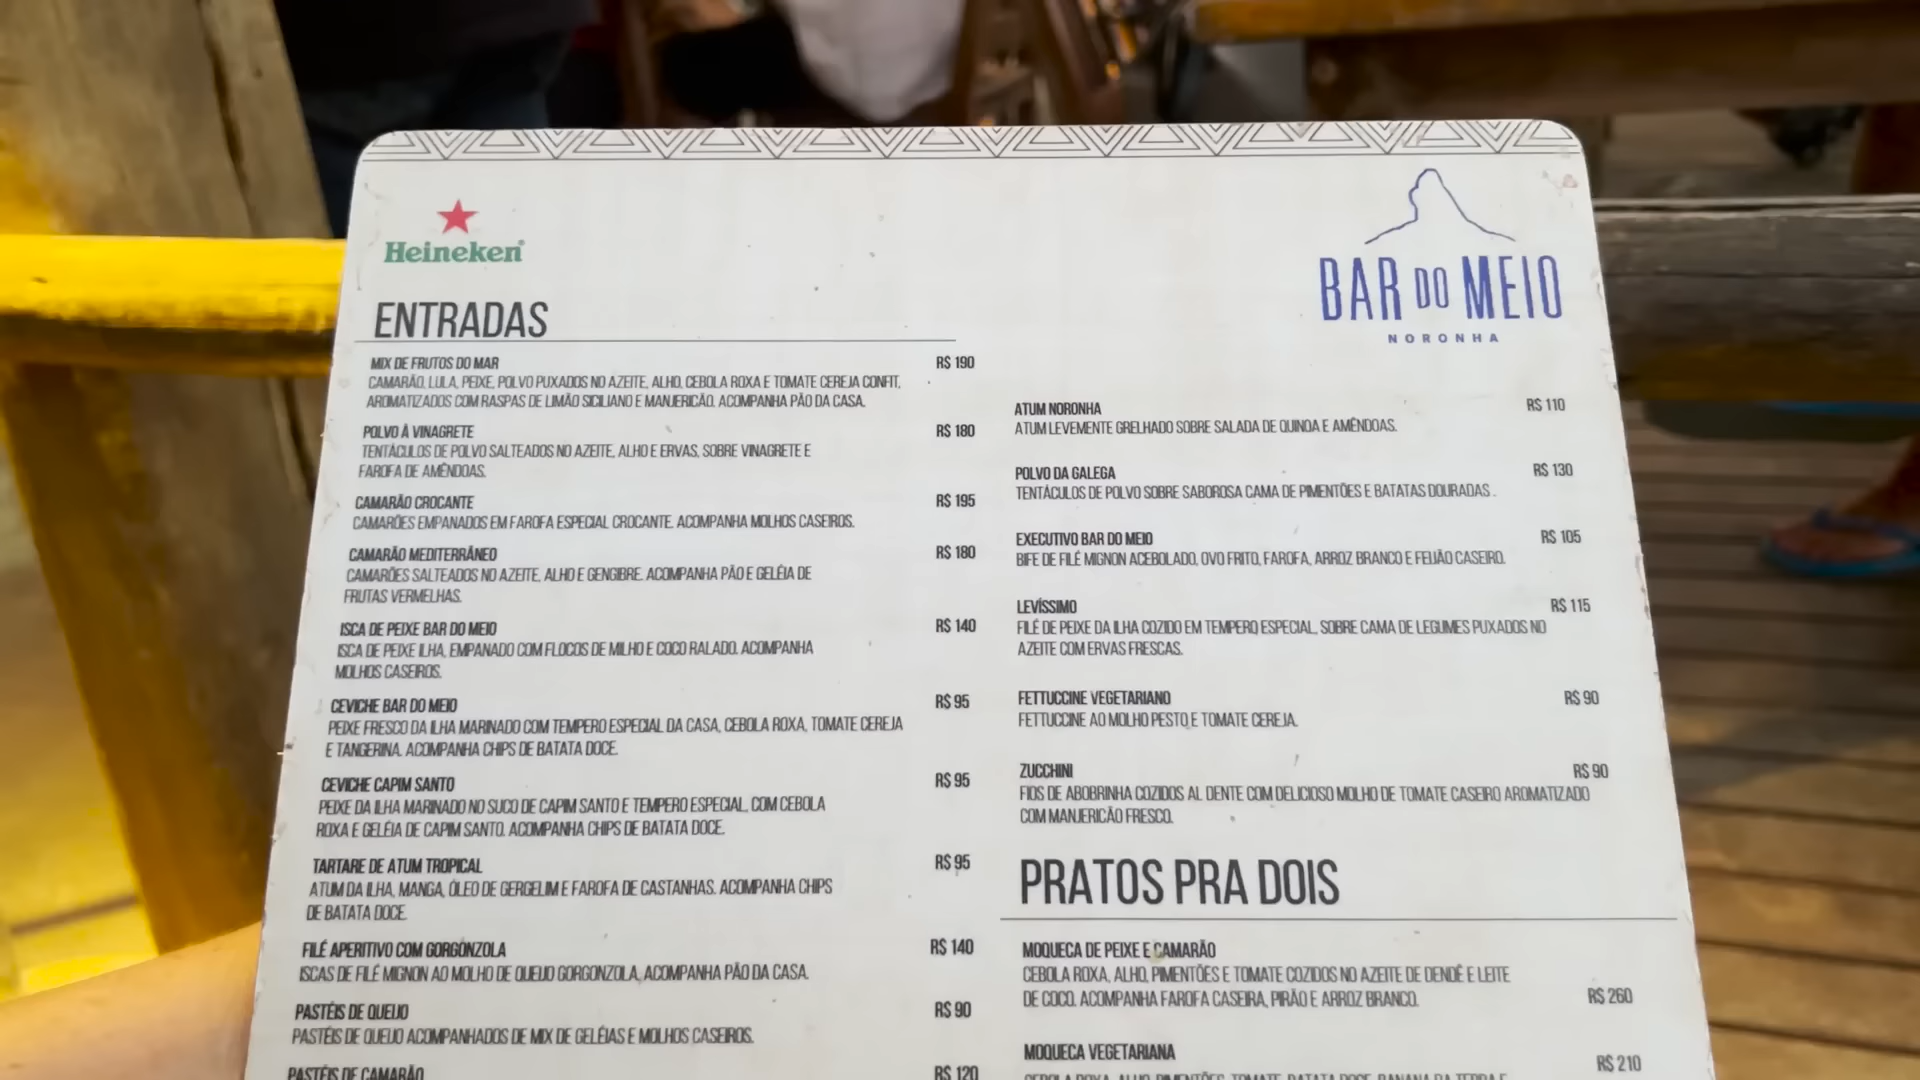 Heineken
ENTRADAS
MIX DE FRUTOS DO MAR R$ 190
CAMARÃO, LULA, PEIXE, POLVO PUXADOS NO AZEITE, ALHO, CEBOLA ROXA E TOMATE CEREJA CONFIT,
AROMATIZADOS COM RASPAS DE LIMÃO SICILIANO E MANJERICÃO. ACOMPANHA PÃO DA CASA.
POLVO À VINAGRETE R$ 180
TENTÁCULOS DE POLVO SALTEADOS NO AZEITE, ALHO E ERVAS, SOBRE VINAGRETE E
FAROFA DE AMÊNDOAS.
CAMARÃO CROCANTE R$ 195
CAMARÕES EMPANADOS EM FAROFA ESPECIAL CROCANTE. ACOMPANHA MOLHOS CASEIROS.
CAMARÃO MEDITERRÂNEO R$ 180
CAMARÕES SALTEADOS NO AZEITE, ALHO E GENGIBRE. ACOMPANHA PÃO E GELÉIA DE
FRUTAS VERMELHAS.
ISCA DE PEIXE BAR DO MEIO R$ 140
ISCA DE PEIXE ILHA, EMPANADO COM FLOCOS DE MILHO E COCO RALADO. ACOMPANHA
MOLHOS CASEIROS.
CEVICHE BAR DO MEIO R$ 95
PEIXE FRESCO DA ILHA MARINADO COM TEMPERO ESPECIAL DA CASA, CEBOLA ROXA, TOMATE CEREJA
E TANGERINA. ACOMPANHA CHIPS DE BATATA DOCE.
CEVICHE CAPIM SANTO R$ 95
PEIXE DA ILHA MARINADO NO SUCO DE CAPIM SANTO E TEMPERO ESPECIAL, COM CEBOLA
ROXA E GELÉIA DE CAPIM SANTO. ACOMPANHA CHIPS DE BATATA DOCE.
TARTARE DE ATUM TROPICAL R$ 95
ATUM DA ILHA, MANGA, ÓLEO DE GERGELIM E FAROFA DE CASTANHAS. ACOMPANHA CHIPS
DE BATATA DOCE.
FILÉ APERITIVO COM GORGONZOLA R$ 140
ISCAS DE FILÉ MIGNON AO MOLHO DE QUEIJO GORGONZOLA, ACOMPANHA PÃO DA CASA.
PASTÉIS DE QUEIJO R$ 90
PASTÉIS DE QUEIJO ACOMPANHADOS DE MIX DE GELÉIAS E MOLHOS CASEIROS.
PASTÉIS DE CAMARÃO R$ 120
BAR DO MEIO
NORONHA
ATUM NORONHA R$ 110
ATUM LEVEMENTE GRELHADO SOBRE SALADA DE QUINOA E AMÊNDOAS.
POLVO DA GALEGA R$ 130
TENTÁCULOS DE POLVO SOBRE SABOROSA CAMA DE PIMENTÕES E BATATAS DOURADAS .
EXECUTIVO BAR DO MEIO R$ 105
BIFE DE FILÉ MIGNON ACEBOLADO, OVO FRITO, FAROFA, ARROZ BRANCO E FEIJÃO CASEIRO.
LEVÍSSIMO R$ 115
FILÉ DE PEIXE DA ILHA COZIDO EM TEMPERO ESPECIAL, SOBRE CAMA DE LEGUMES PUXADOS NO
AZEITE COM ERVAS FRESCAS.
FETTUCCINE VEGETARIANO R$ 90
FETTUCCINE AO MOLHO PESTO E TOMATE CEREJA.
ZUCCHINI R$ 90
FIOS DE ABOBRINHA COZIDOS AL DENTE COM DELICIOSO MOLHO DE TOMATE CASEIRO AROMATIZADO
COM MANJERICÃO FRESCO.
PRATOS PRA DOIS
MOQUECA DE PEIXE E CAMARÃO
CEBOLA ROXA, ALHO, PIMENTÕES E TOMATE COZIDOS NO AZEITE DE DENDÊ E LEITE
DE COCO. ACOMPANHA FAROFA CASEIRA, PIRÃO E ARROZ BRANCO. R$ 260
MOQUECA VEGETARIANA R$ 210
CEBOLA ROXA, ALHO, PIMENTÕES, TOMATE, BATATA DOCE, BANANA DA TERRA E